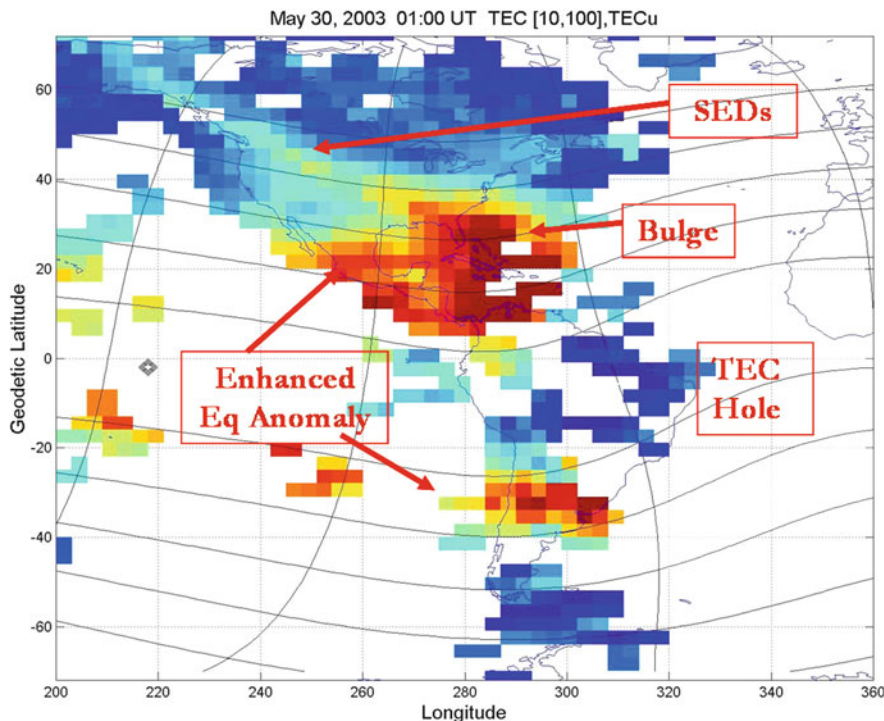 May 30, 2003 01:00 UT TEC [10,100],TECu
60
40
20
0
-20
-40
-60
Geodetic Latitude
SEDs
Bulge
TEC
Hole
Enhanced
Eq Anomaly
200
220
240
260
280
300
320
340
360
Longitude